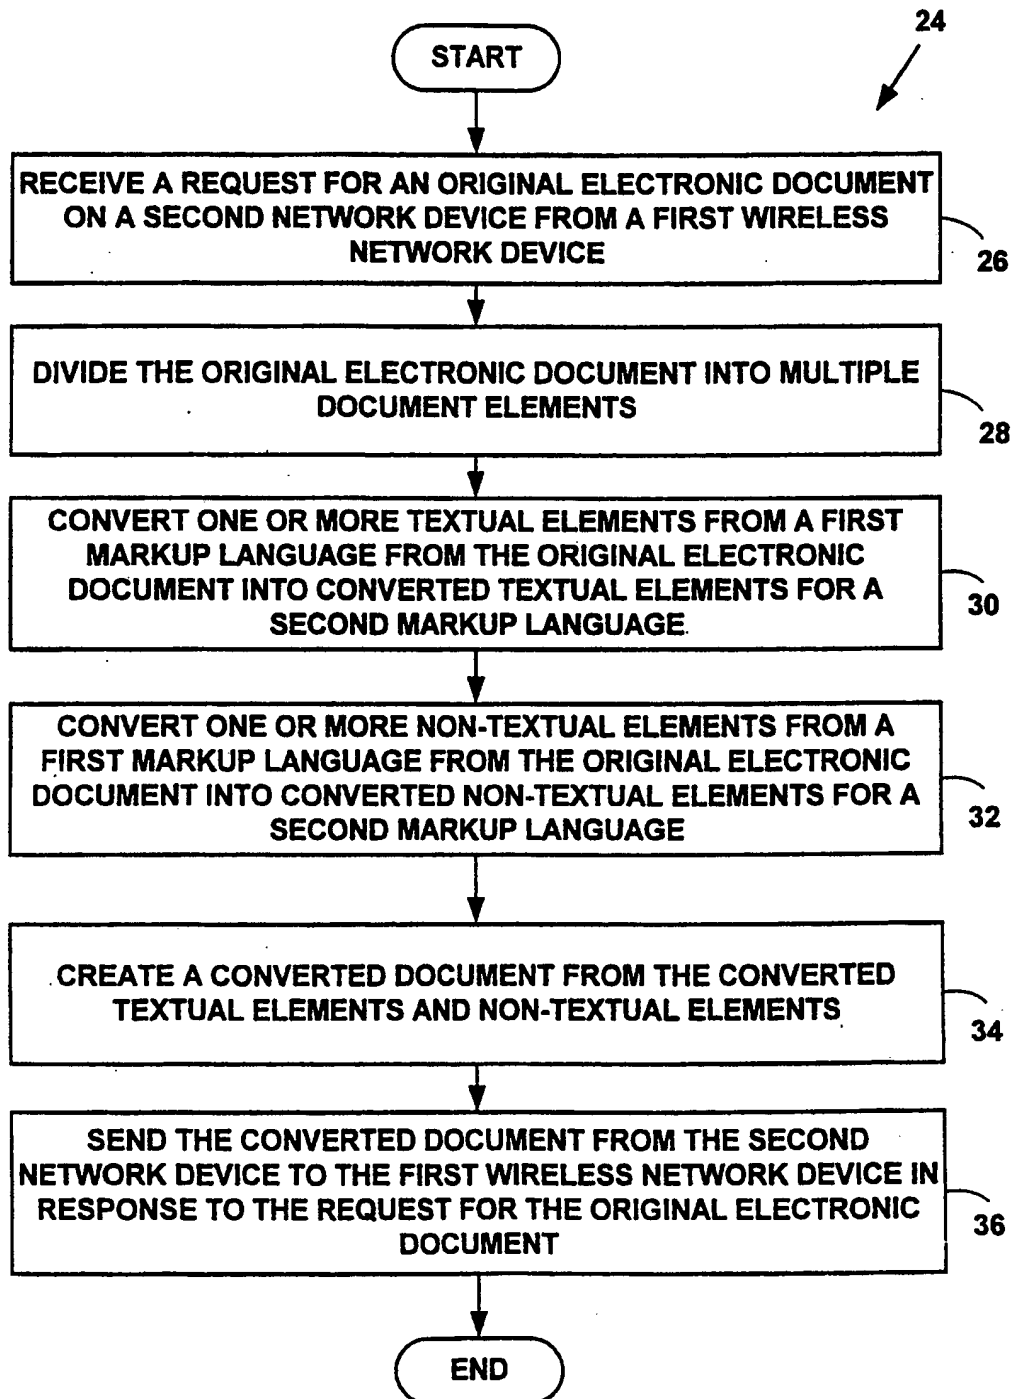 24
START
RECEIVE A REQUEST FOR AN ORIGINAL ELECTRONIC DOCUMENT
ON A SECOND NETWORK DEVICE FROM A FIRST WIRELESS
NETWORK DEVICE
26
DIVIDE THE ORIGINAL ELECTRONIC DOCUMENT INTO MULTIPLE
DOCUMENT ELEMENTS
28
CONVERT ONE OR MORE TEXTUAL ELEMENTS FROM A FIRST
MARKUP LANGUAGE FROM THE ORIGINAL ELECTRONIC
DOCUMENT INTO CONVERTED TEXTUAL ELEMENTS FOR A
SECOND MARKUP LANGUAGE
30
CONVERT ONE OR MORE NON-TEXTUAL ELEMENTS FROM A
FIRST MARKUP LANGUAGE FROM THE ORIGINAL ELECTRONIC
DOCUMENT INTO CONVERTED NON-TEXTUAL ELEMENTS FOR A
SECOND MARKUP LANGUAGE
32
CREATE A CONVERTED DOCUMENT FROM THE CONVERTED
TEXTUAL ELEMENTS AND NON-TEXTUAL ELEMENTS
34
SEND THE CONVERTED DOCUMENT FROM THE SECOND
NETWORK DEVICE TO THE FIRST WIRELESS NETWORK DEVICE IN
RESPONSE TO THE REQUEST FOR THE ORIGINAL ELECTRONIC
DOCUMENT
36
END